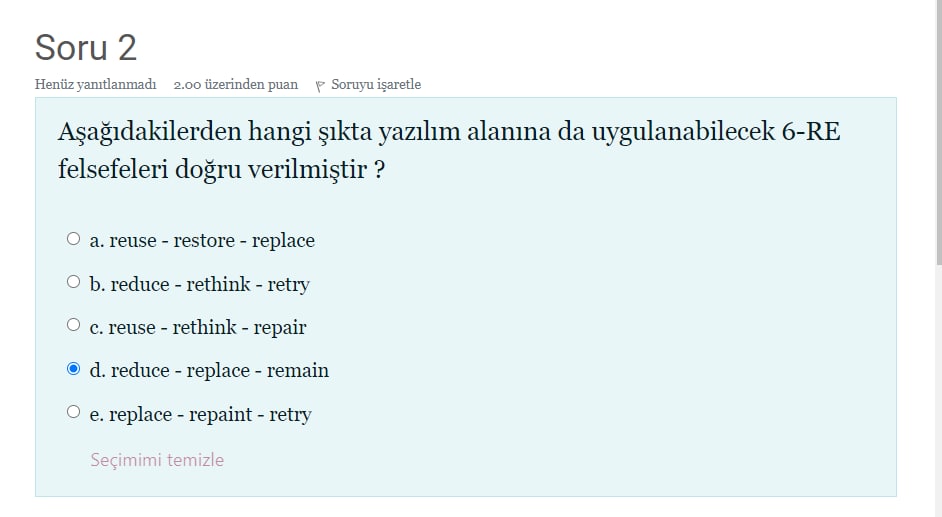 Soru 2
Henüz yanıtlanmadı 2.00 üzerinden puan Soruyu işaretle
Aşağıdakilerden hangi şıkta yazılım alanına da uygulanabilecek 6-RE
felsefeleri doğru verilmiştir ?
a. reuse - restore - replace
b. reduce - rethink - retry
c. reuse - rethink - repair
d. reduce - replace - remain
e. replace - repaint - retry
Seçimimi temizle